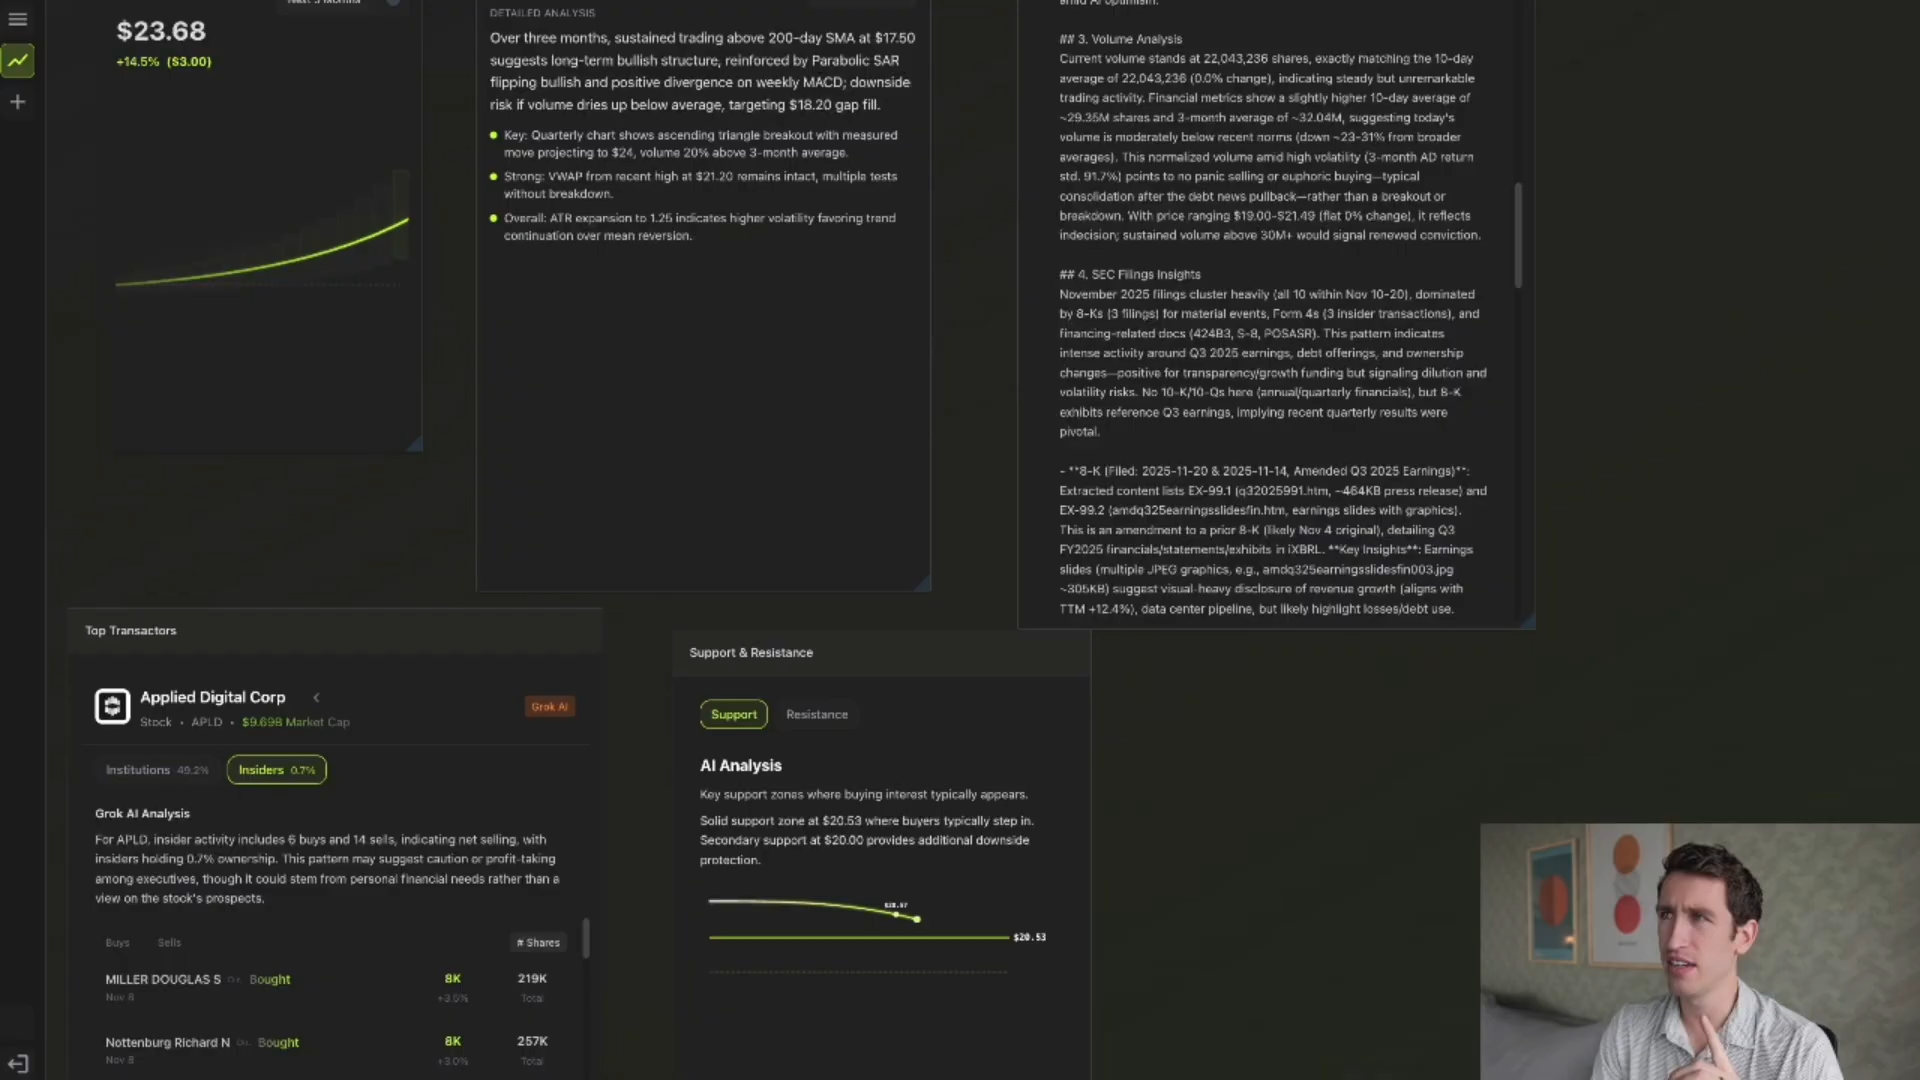 $23.68
+14.5% ($3.00)
DETAILED ANALYSIS
Over three months, sustained trading above 200-day SMA at $17.50
suggests long-term bullish structure, reinforced by Parabolic SAR
flipping bullish and positive divergence on weekly MACD; downside
risk if volume dries up below average, targeting $18.20 gap fill.
Key: Quarterly chart shows ascending triangle breakout with measured
move projecting to $24, volume 20% above 3-month average.
Strong: VWAP from recent high at $21.20 remains intact, multiple tests
without breakdown.
Overall: ATR expansion to 1.25 indicates higher volatility favoring trend
continuation over mean reversion.
amid AI optimism.
## 3. Volume Analysis
Current volume stands at 22,043,236 shares, exactly matching the 10-day
average of 22,043,236 (0.0% change), indicating steady but unremarkable
trading activity. Financial metrics show a slightly higher 10-day average of
~29.35M shares and 3-month average of ~32.04M, suggesting today's
volume is moderately below recent norms (down ~23-31% from broader
averages). This normalized volume amid high volatility (3-month AD return
std. 91.7%) points to no panic selling or euphoric buying—typical
consolidation after the debt news pullback—rather than a breakout or
breakdown. With price ranging $19.00-$21.49 (flat 0% change), it reflects
indecision; sustained volume above 30M+ would signal renewed conviction.
## 4. SEC Filings Insights
November 2025 filings cluster heavily (all 10 within Nov 10-20), dominated
by 8-Ks (3 filings) for material events, Form 4s (3 insider transactions), and
financing-related docs (424B3, S-8, POSASR). This pattern indicates
intense activity around Q3 2025 earnings, debt offerings, and ownership
changes—positive for transparency/growth funding but signaling dilution and
volatility risks. No 10-K/10-Qs here (annual/quarterly financials), but 8-K
exhibits reference Q3 earnings, implying recent quarterly results were
pivotal.
- **8-K (Filed: 2025-11-20 & 2025-11-14, Amended Q3 2025 Earnings)**:
Extracted content lists EX-99.1 (q32025991.htm, ~464KB press release) and
EX-99.2 (amdq325earningsslidesfin.htm, earnings slides with graphics).
This is an amendment to a prior 8-K (likely Nov 4 original), detailing Q3
FY2025 financials/statements/exhibits in iXBRL. **Key Insights**: Earnings
slides (multiple JPEG graphics, e.g., amdq325earningsslidesfin003.jpg
~305KB) suggest visual-heavy disclosure of revenue growth (aligns with
TTM +12.4%), data center pipeline, but likely highlight losses/debt use.
Top Transactors
Applied Digital Corp
Stock • APLD • $9.69B Market Cap
Grok AI
Institutions 49.2%
Insiders 0.7%
Grok AI Analysis
For APLD, insider activity includes 6 buys and 14 sells, indicating net selling, with
insiders holding 0.7% ownership. This pattern may suggest caution or profit-taking
among executives, though it could stem from personal financial needs rather than a
view on the stock's prospects.
Buys Sells # Shares
MILLER DOUGLAS S Dir. Bought 8K 219K
Nov 8 +3.5% Total
Nottenburg Richard N Dir. Bought 8K 257K
Nov 8 +3.0% Total
Support & Resistance
Support Resistance
AI Analysis
Key support zones where buying interest typically appears.
Solid support zone at $20.53 where buyers typically step in.
Secondary support at $20.00 provides additional downside
protection.
$20.53